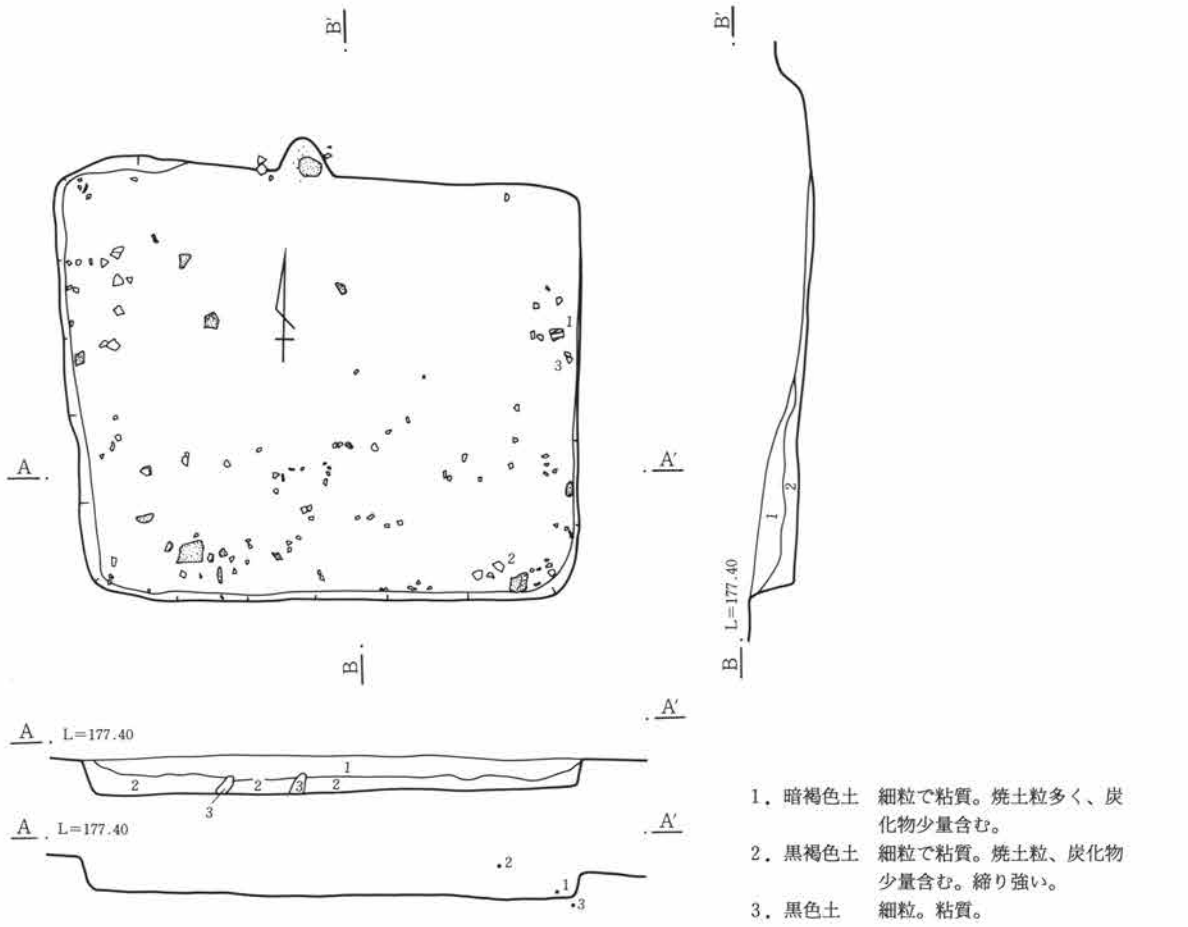 B′
B′
1
3
A
A′
2
B
1
2
L=177.40
B
A
L=177.40
A′
1
2
3
2
3
2
A
L=177.40
A′
2
1
3
1．暗褐色土　細粒で粘質。焼土粒多く、炭
化物少量含む。
2．黒褐色土　細粒で粘質。焼土粒、炭化物
少量含む。締り強い。
3．黒色土　細粒。粘質。